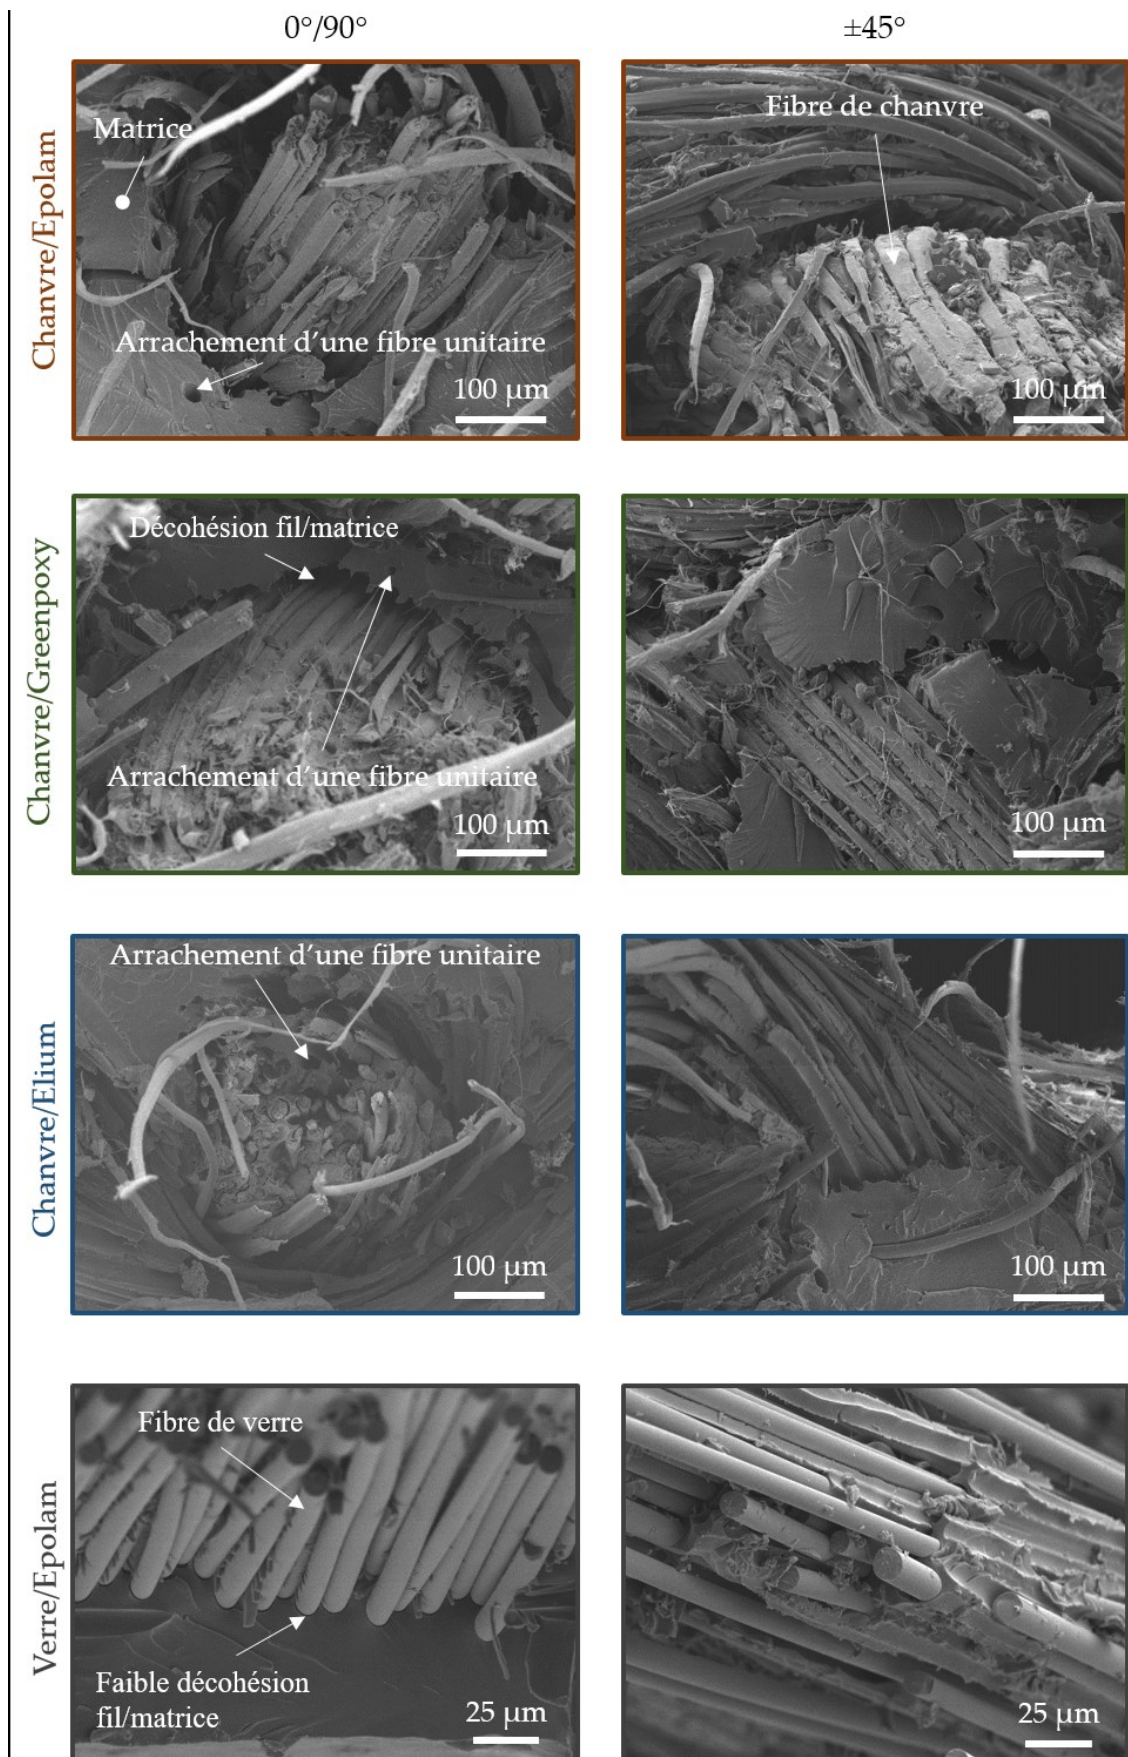 0°/90°
±45°
Chanvre/Epolam
Matrice
Arrachement d’une fibre unitaire
100 µm
Fibre de chanvre
100 µm
Chanvre/Greenpoxy
Décohésion fil/matrice
Arrachement d’une fibre unitaire
100 µm
100 µm
Chanvre/Elium
Arrachement d’une fibre unitaire
100 µm
100 µm
Verre/Epolam
Fibre de verre
Faible décohésion
fil/matrice
25 µm
25 µm